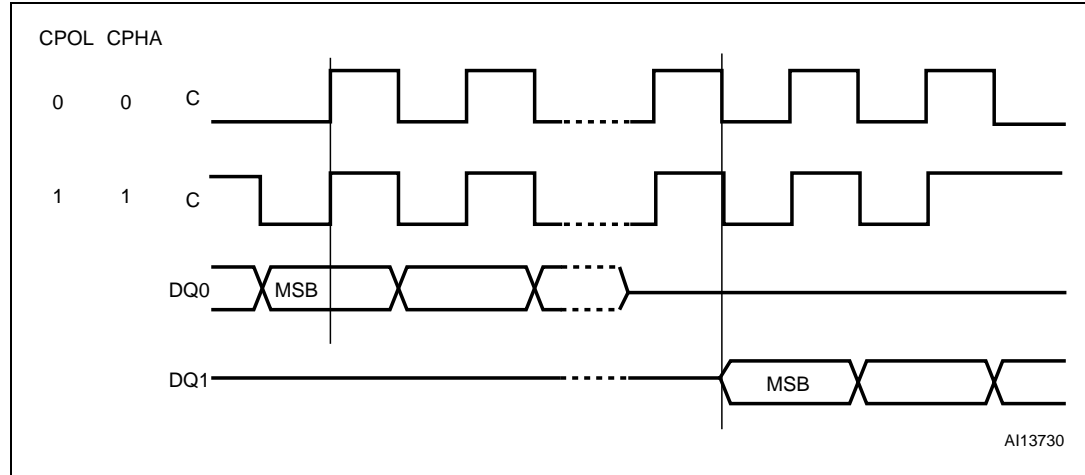 CPOL CPHA
0 0 C
1 1 C
DQ0 MSB
DQ1 MSB
AI13730